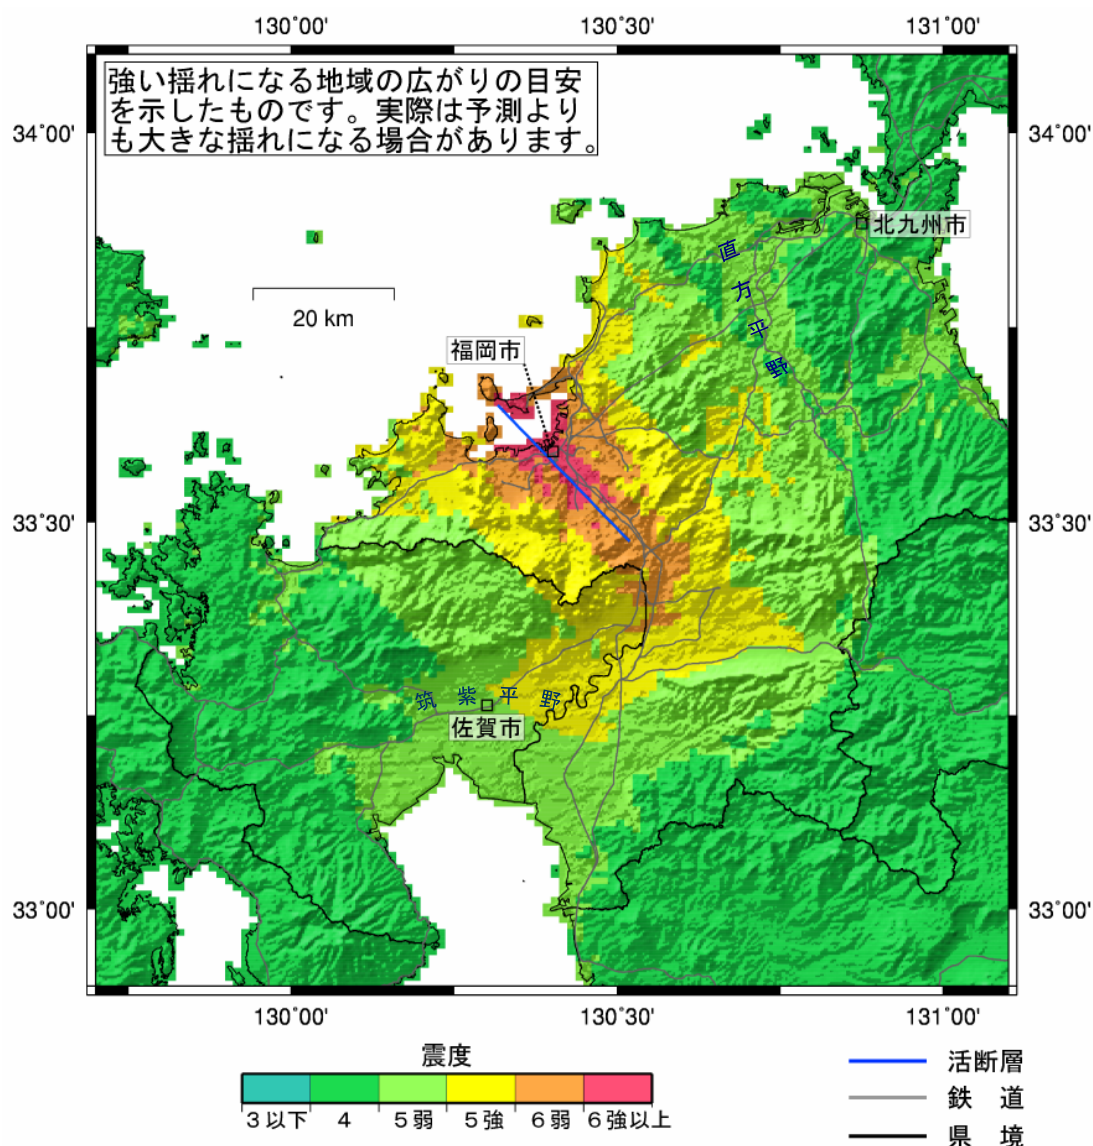 130°00' 130°30' 131°00'
強い揺れになる地域の広がりの目安
を示したものです。実際は予測より
も大きな揺れになる場合があります。
34°00' 34°00'
北九州市
直方平野
20 km
福岡市
33°30' 33°30'
筑紫平野
佐賀市
33°00' 33°00'
130°00' 130°30' 131°00'
震度
3以下 4 5弱 5強 6弱 6強以上
活断層
鉄 道
県 境